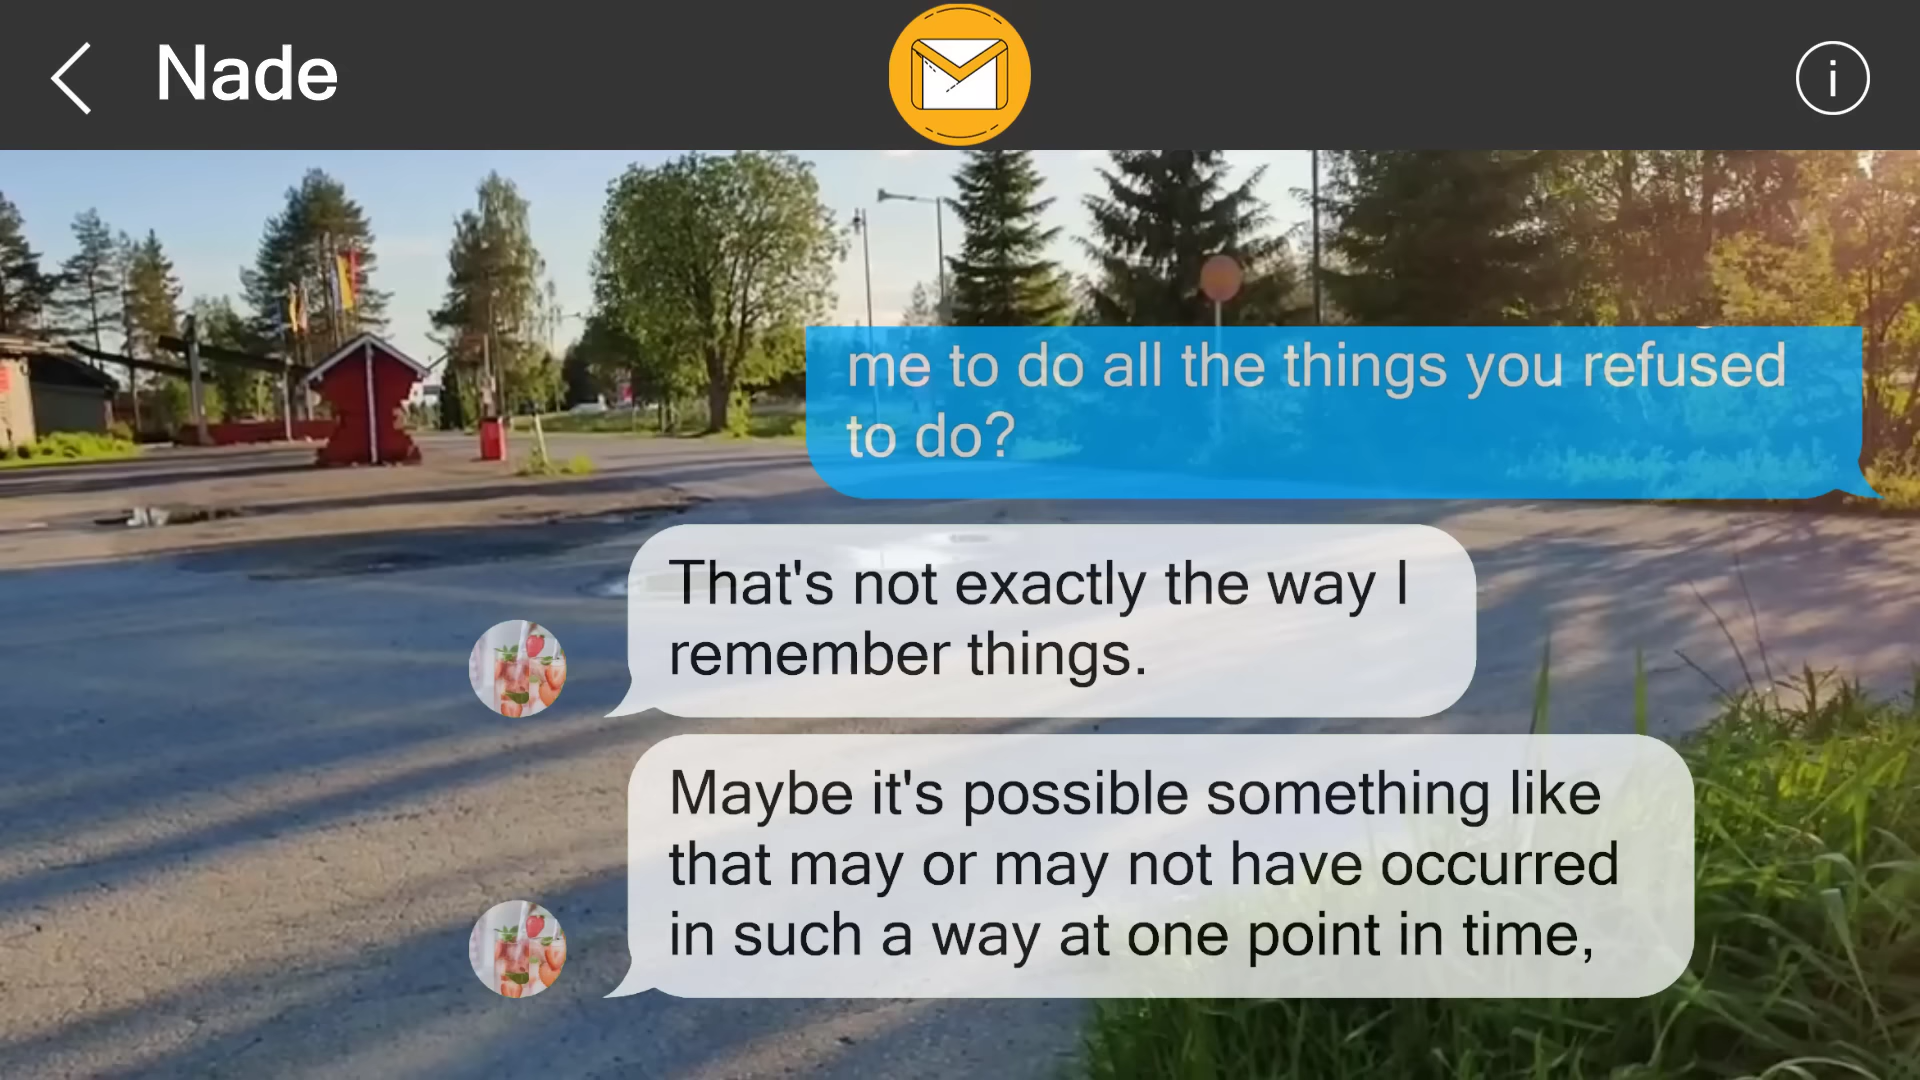 Nade
i
me to do all the things you refused
to do?
That's not exactly the way I
remember things.
Maybe it's possible something like
that may or may not have occurred
in such a way at one point in time,